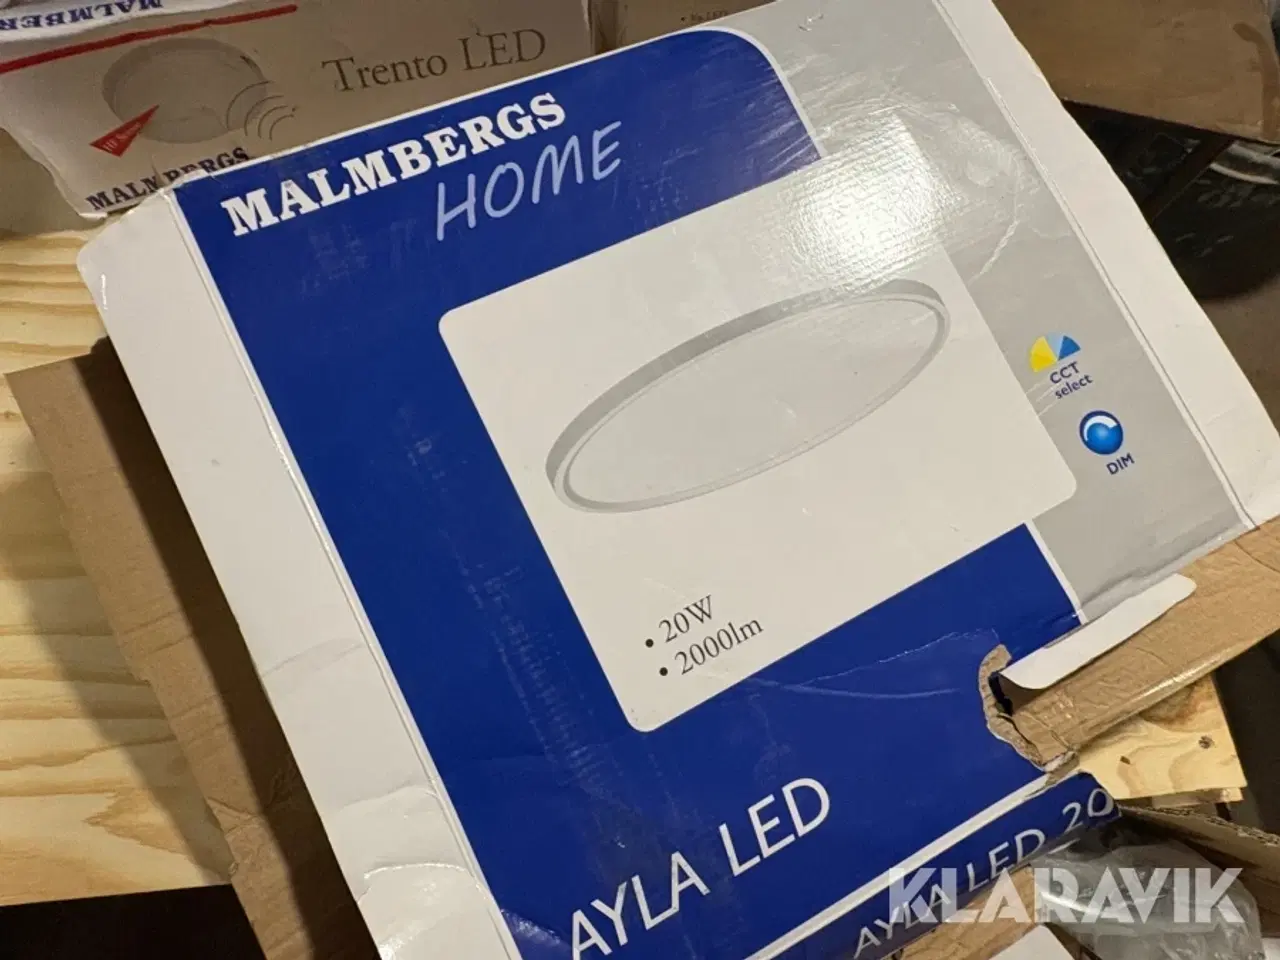 MALMBERGS
Trento LED
MALMBERGS
MALMBERGS
HOME
CCT
select
DIM
• 20W
• 2000lm
AYLA LED
AYLA LED 20
KLARAVIK